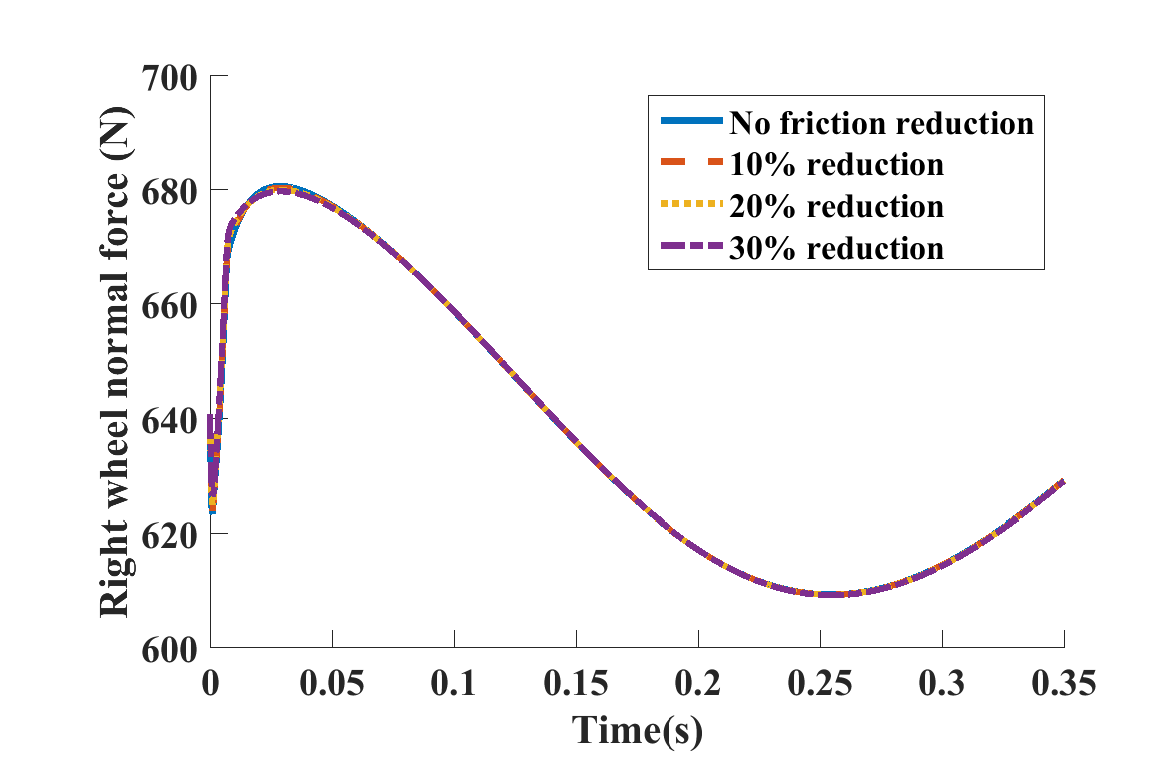 Right wheel normal force (N)
700
680
660
640
620
600
No friction reduction
10% reduction
20% reduction
30% reduction
0 0.05 0.1 0.15 0.2 0.25 0.3 0.35
Time(s)